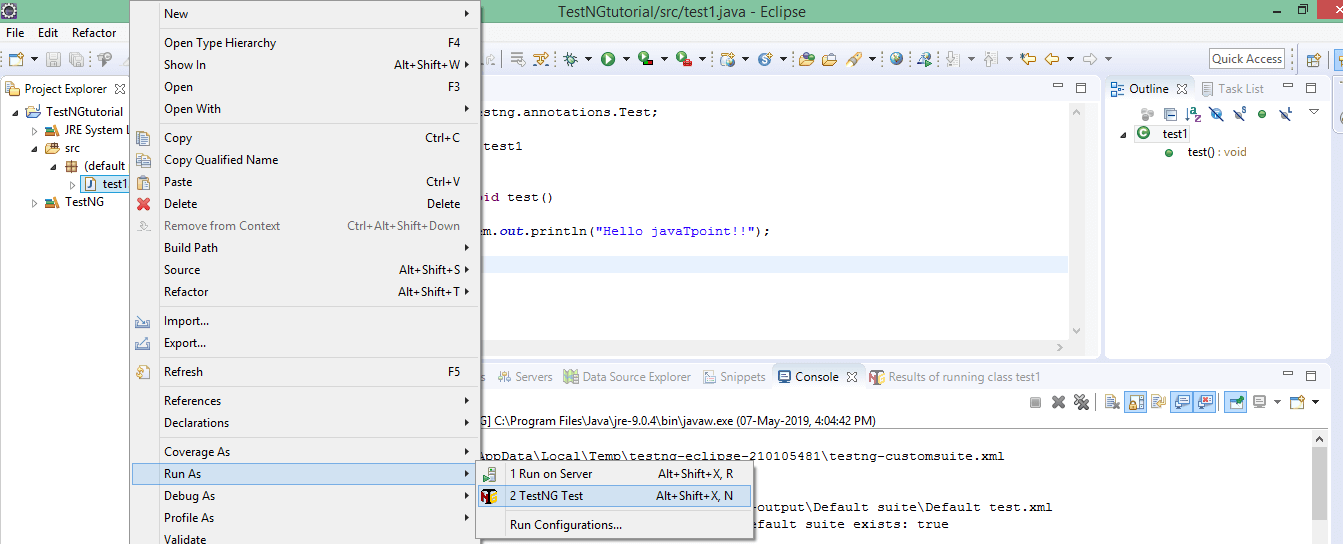 TestNGtutorial/src/test1.java - Eclipse
File Edit Refactor
Quick Access
Project Explorer
TestNGtutorial
JRE System L
src
(default
test1
TestNG
New
Open Type Hierarchy F4
Show In Alt+Shift+W
Open F3
Open With
Copy Ctrl+C
Copy Qualified Name
Paste Ctrl+V
Delete Delete
Remove from Context Ctrl+Alt+Shift+Down
Build Path
Source Alt+Shift+S
Refactor Alt+Shift+T
Import...
Export...
Refresh F5
References
Declarations
Coverage As
Run As
Debug As
Profile As
Validate
1 Run on Server Alt+Shift+X, R
2 TestNG Test Alt+Shift+X, N
Run Configurations...
stng.annotations.Test;
test1
id test()
em.out.println("Hello javaTpoint!!");
Outline Task List
test1
test() : void
s Servers Data Source Explorer Snippets Console Results of running class test1
G] C:\Program Files\Java\jre-9.0.4\bin\javaw.exe (07-May-2019, 4:04:42 PM)
AppData\Local\Temp\testng-eclipse-210105481\testng-customsuite.xml
-output\Default suite\Default test.xml
efault suite exists: true